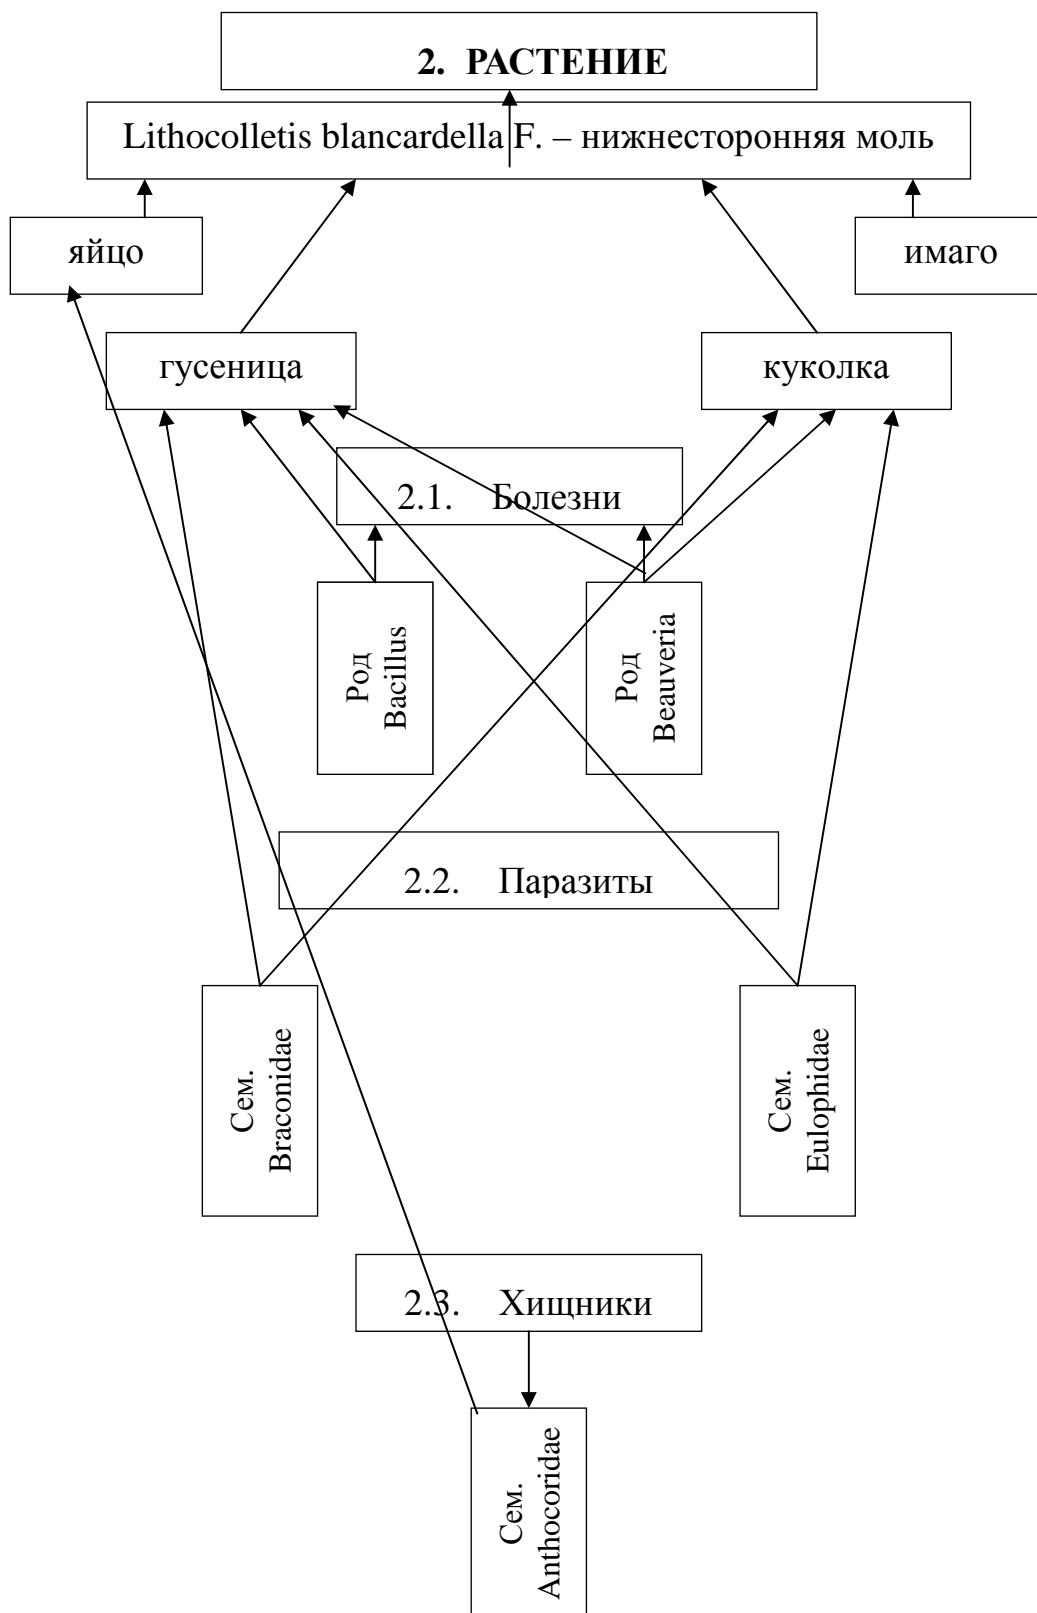 2. РАСТЕНИЕ
Lithocolletis blancardella F. – нижнесторонняя моль
яйцо
имаго
гусеница
куколка
2.1. Болезни
Род
Bacillus
Род
Beauveria
2.2. Паразиты
Сем.
Braconidae
Сем.
Eulophidae
2.3. Хищники
Сем.
Anthocoridae